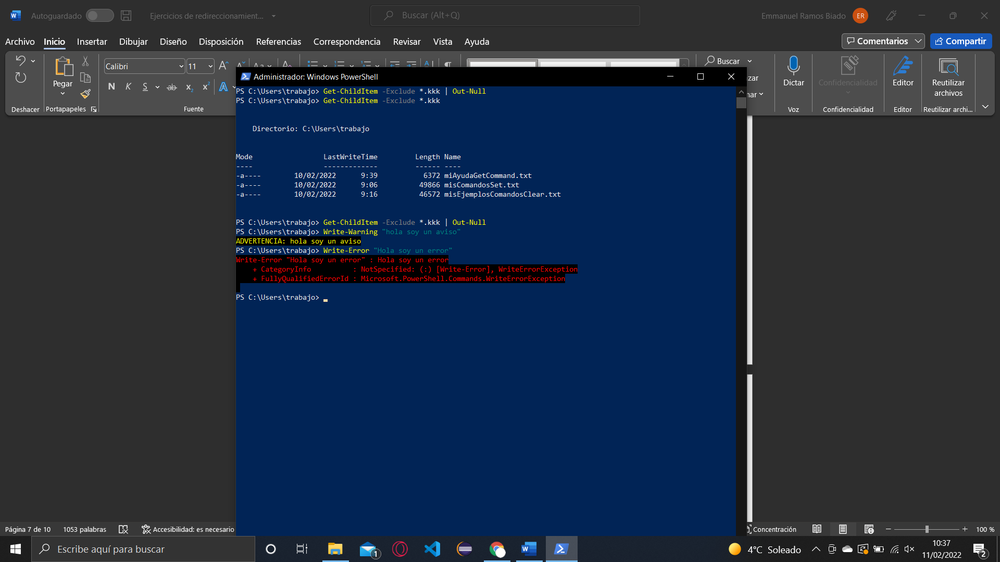 Autoguardado
Ejercicios de redireccionamient...
Buscar (Alt+Q)
Emmanuel Ramos Biado
ER
Archivo Inicio Insertar Dibujar Diseño Disposición Referencias Correspondencia Revisar Vista Ayuda
Comentarios
Compartir
Calibri 11
Pegar
N K S ab x₂ x² A
Deshacer
Portapapeles
Fuente
Buscar
zar
nar
Dictar
Confidencialidad
Editor
Reutilizar
archivos
Voz
Confidencialidad
Editor
Reutilizar archi...
Administrador: Windows PowerShell
PS C:\Users\trabajo> Get-ChildItem -Exclude *.kkk | Out-Null
PS C:\Users\trabajo> Get-ChildItem -Exclude *.kkk
Directorio: C:\Users\trabajo
Mode LastWriteTime Length Name
---- ------------- ------ ----
-a---- 10/02/2022 9:39 6372 miAyudaGetCommand.txt
-a---- 10/02/2022 9:06 49866 misComandosSet.txt
-a---- 10/02/2022 9:16 46572 misEjemplosComandosClear.txt
PS C:\Users\trabajo> Get-ChildItem -Exclude *.kkk | Out-Null
PS C:\Users\trabajo> Write-Warning "hola soy un aviso"
ADVERTENCIA: hola soy un aviso
PS C:\Users\trabajo> Write-Error "Hola soy un error"
Write-Error "Hola soy un error" : Hola soy un error
+ CategoryInfo : NotSpecified: (:) [Write-Error], WriteErrorException
+ FullyQualifiedErrorId : Microsoft.PowerShell.Commands.WriteErrorException
PS C:\Users\trabajo>
Página 7 de 10 1053 palabras Accesibilidad: es necesario
Concentración
100 %
Escribe aquí para buscar
1
4°C Soleado
10:37
11/02/2022
2